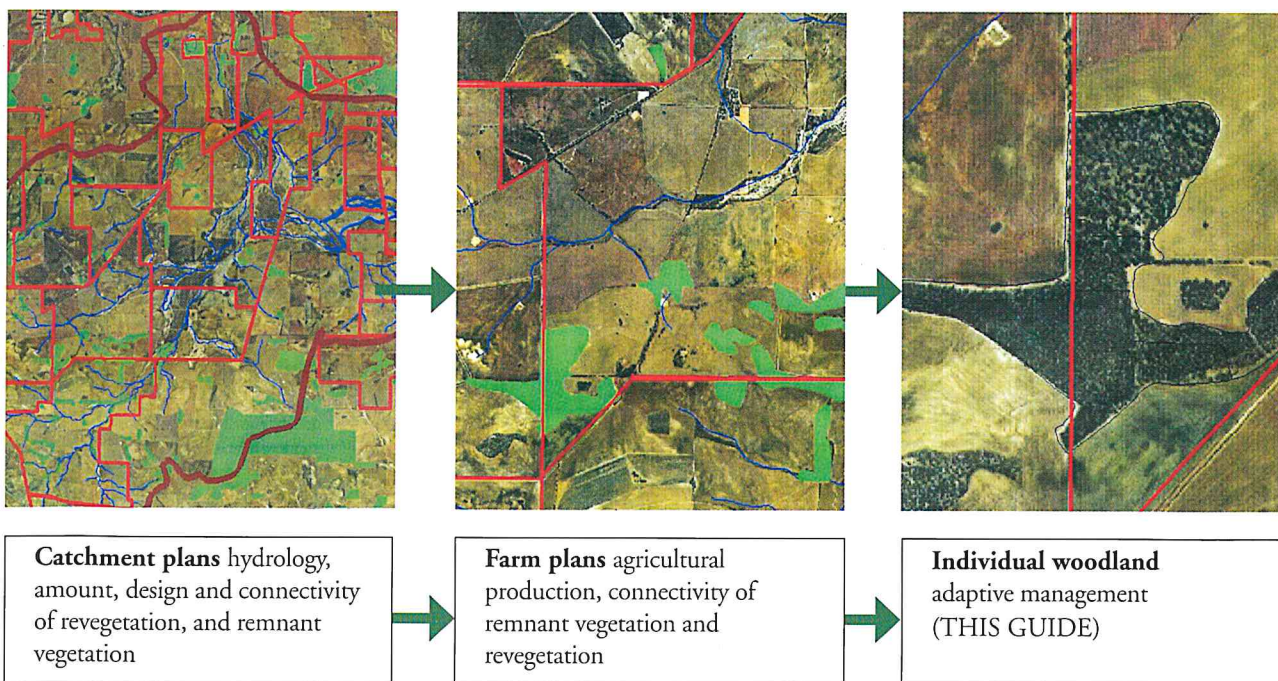 Catchment plans hydrology,
amount, design and connectivity
of revegetation, and remnant
vegetation
Farm plans agricultural
production, connectivity of
remnant vegetation and
revegetation
Individual woodland
adaptive management
(THIS GUIDE)